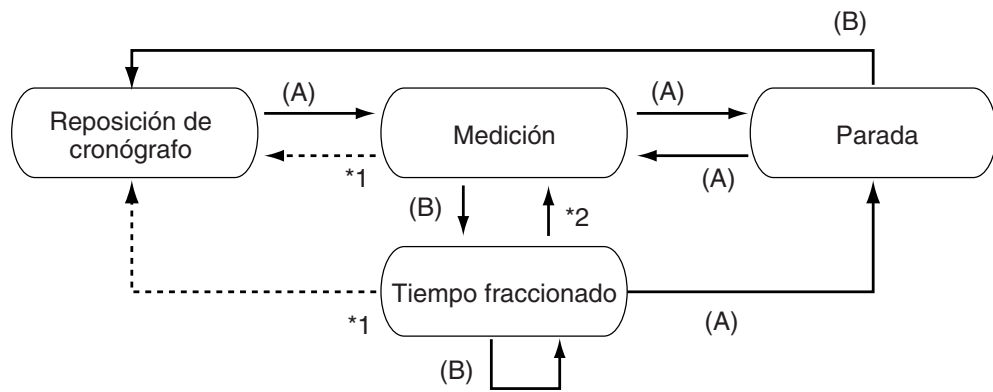 (B)
(A)
(A)
Reposición de
cronógrafo
Medición
Parada
*1
(A)
(B)
*2
Tiempo fraccionado
*1
(A)
(B)